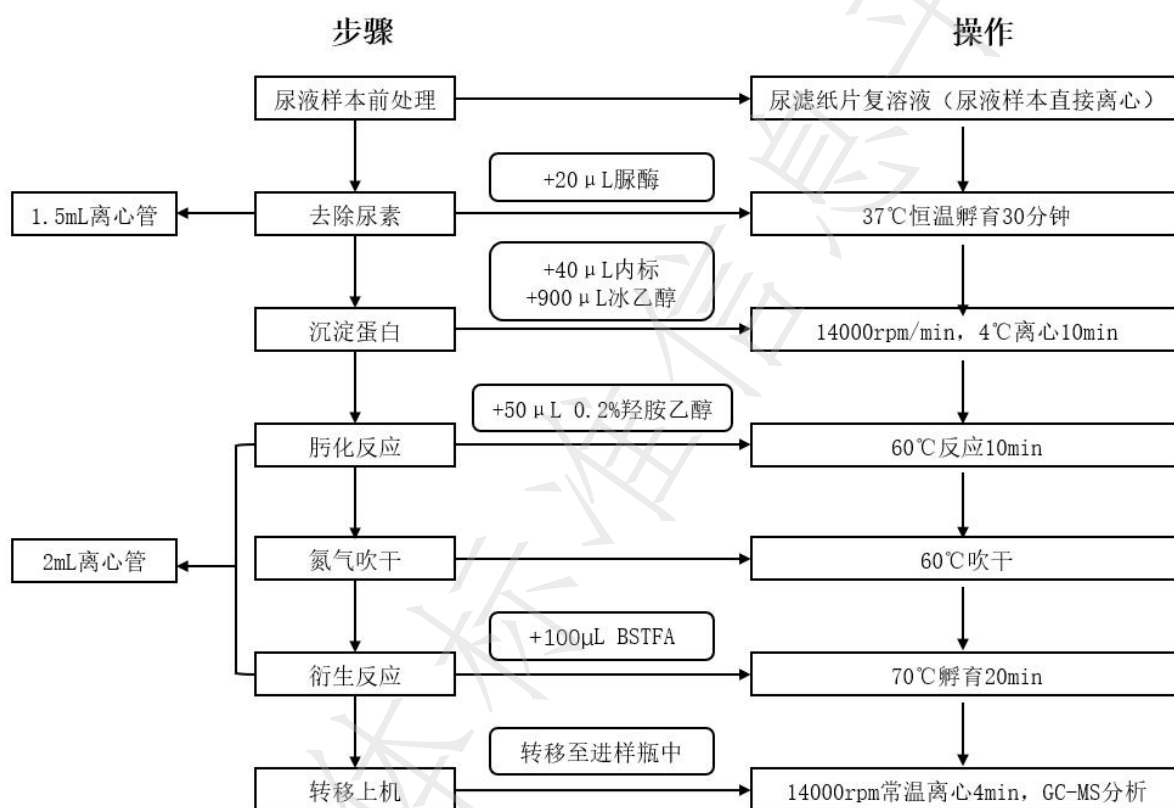 步骤
操作
尿液样本前处理
尿滤纸片复溶液（尿液样本直接离心）
+20μL脲酶
1.5mL离心管
去除尿素
37℃恒温孵育30分钟
+40μL内标
+900μL冰乙醇
沉淀蛋白
14000rpm/min，4℃离心10min
+50μL 0.2%羟胺乙醇
肟化反应
60℃反应10min
2mL离心管
氮气吹干
60℃吹干
+100μL BSTFA
衍生反应
70℃孵育20min
转移至进样瓶中
转移上机
14000rpm常温离心4min，GC-MS分析